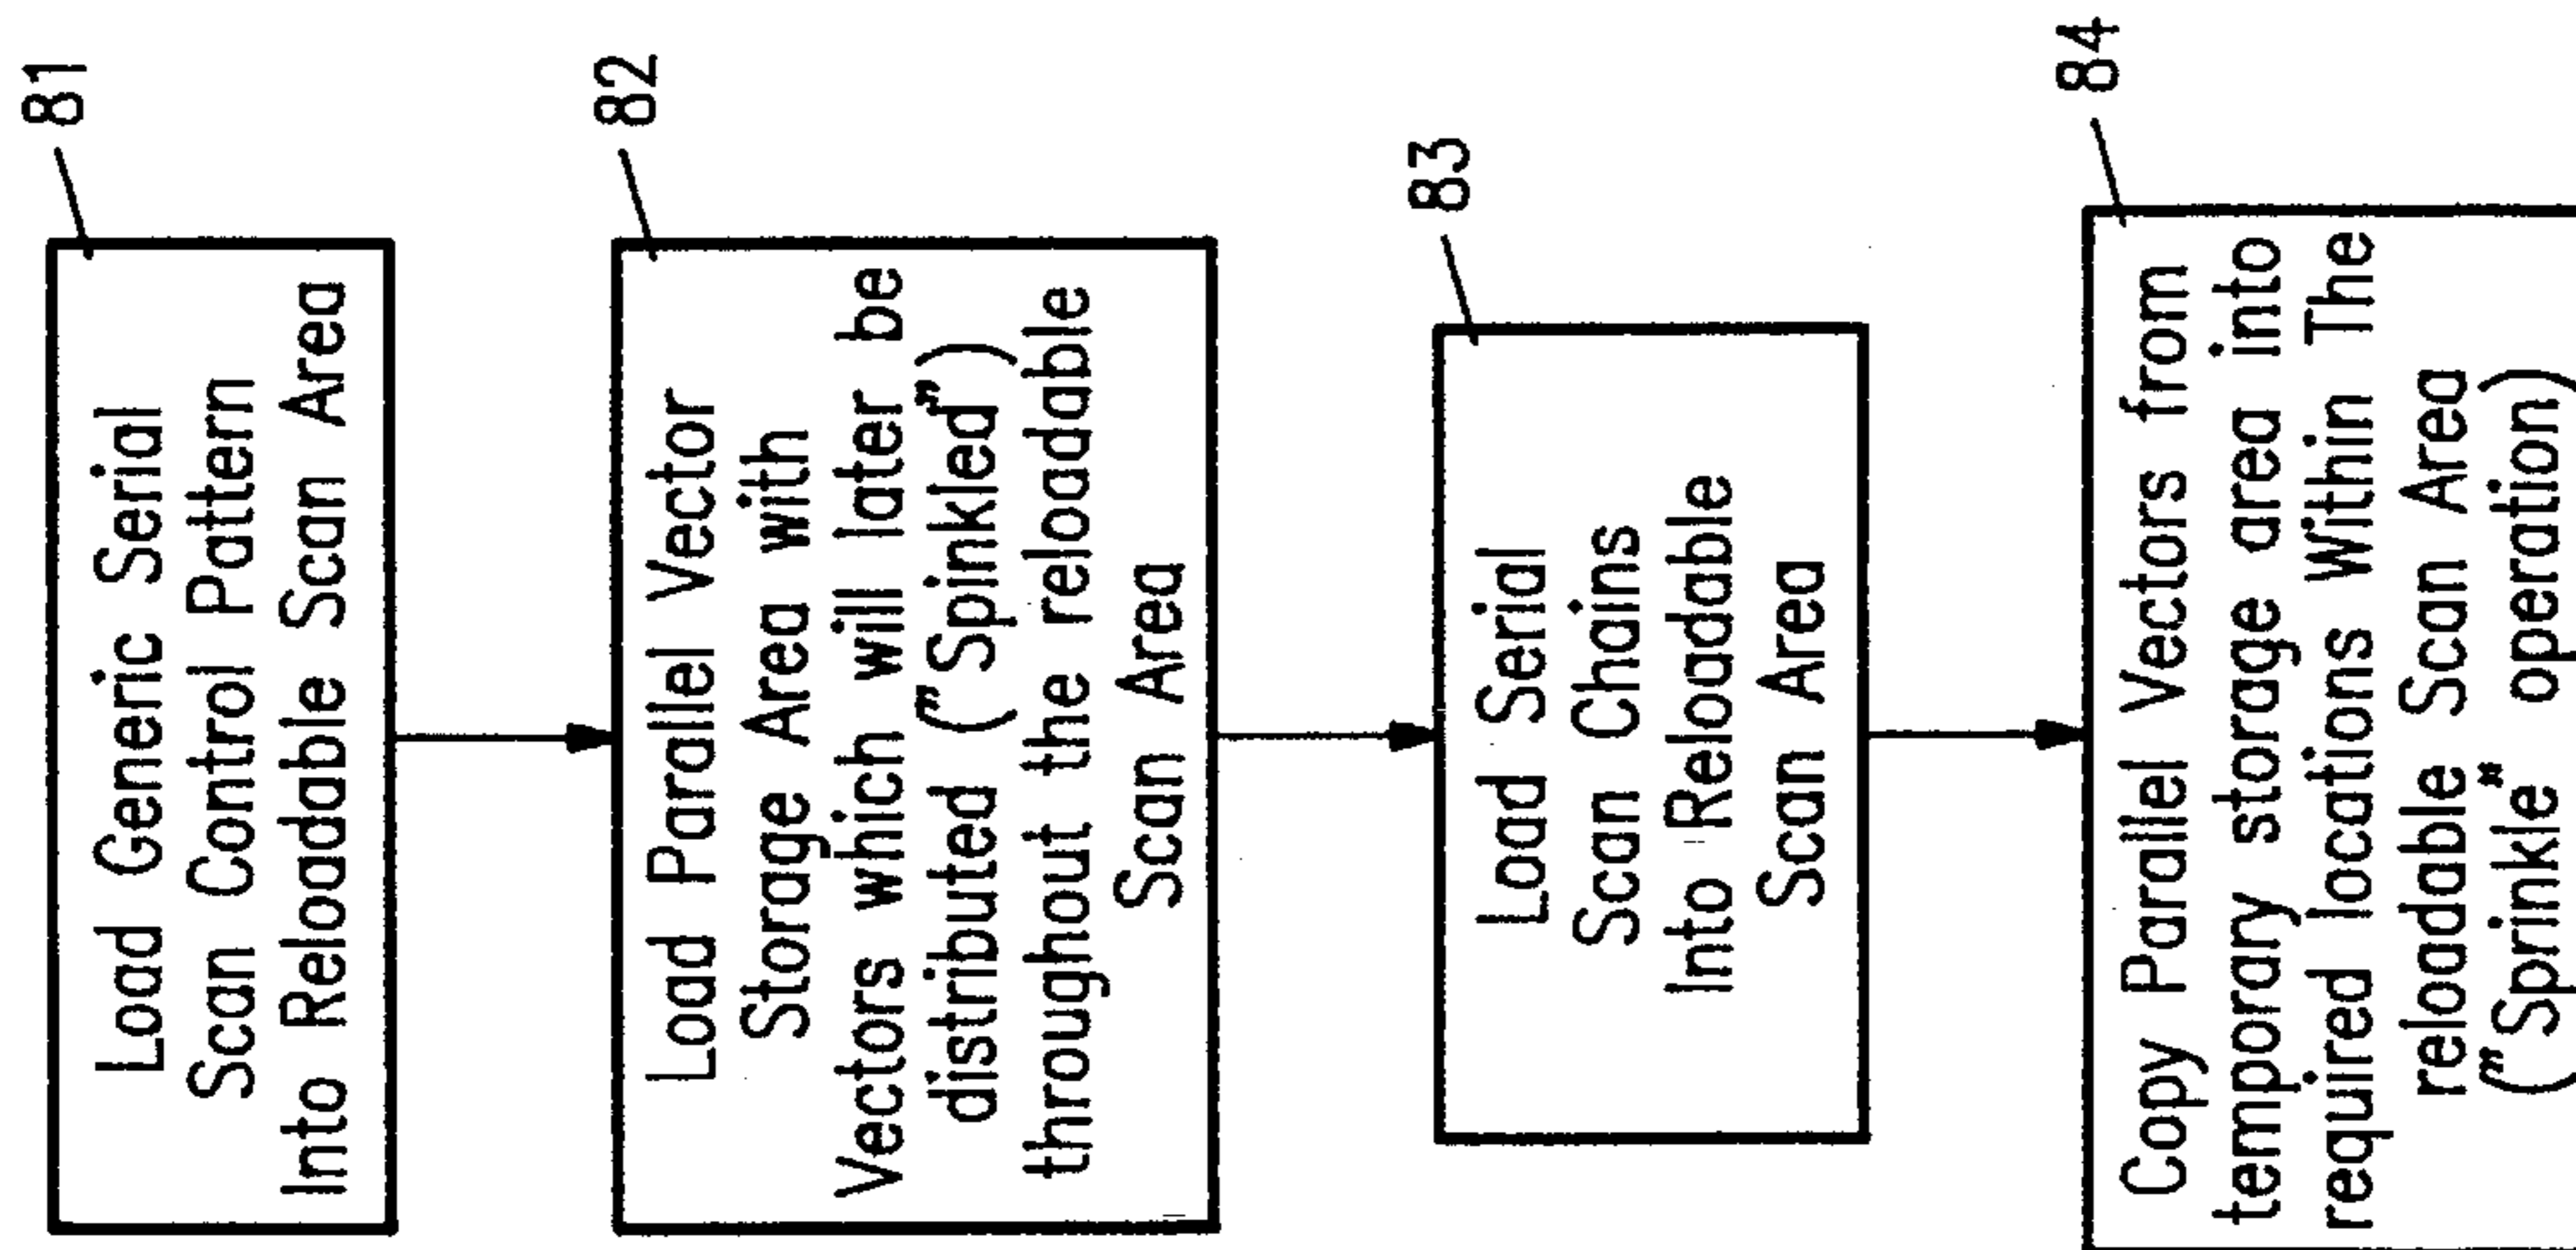 81
Load Generic Serial
Scan Control Pattern
Into Reloadable Scan Area
82
Load Parallel Vector
Storage Area with
Vectors which will later be
distributed ("Spinkled")
throughout the reloadable
Scan Area
83
Load Serial
Scan Chains
Into Reloadable
Scan Area
84
Copy Parallel Vectors from
temporary storage area into
required locations Within The
reloadable Scan Area
("Sprinkle" operation)